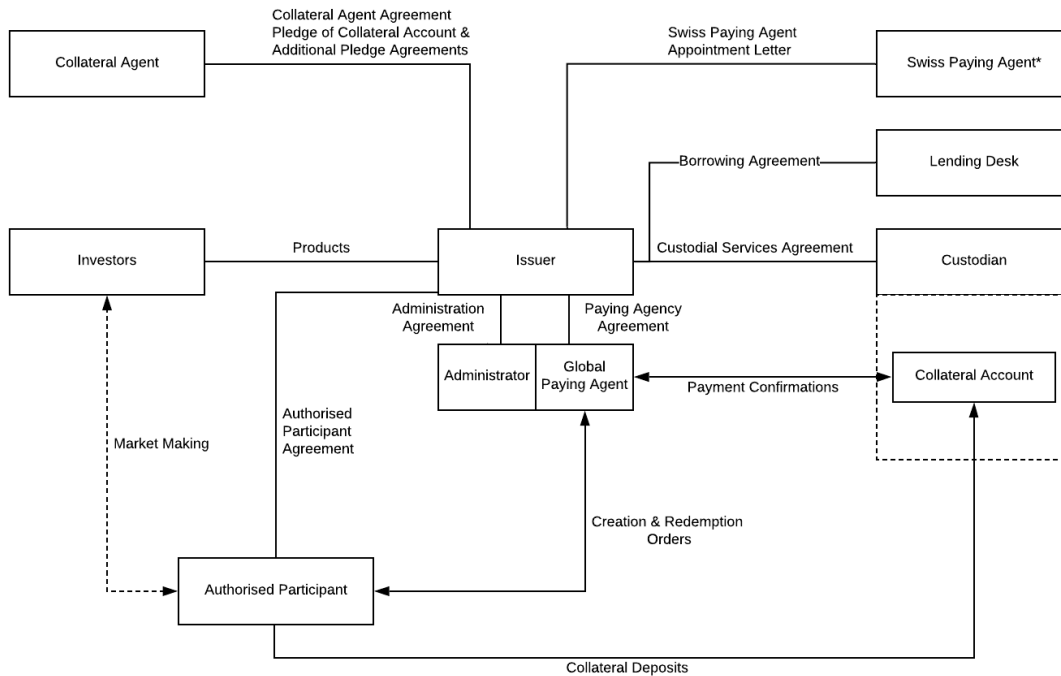 Collateral Agent Agreement
Pledge of Collateral Account &
Additional Pledge Agreements
Swiss Paying Agent
Appointment Letter
Collateral Agent
Swiss Paying Agent*
Borrowing Agreement
Lending Desk
Investors
Products
Issuer
Custodial Services Agreement
Custodian
Administration
Agreement
Paying Agency
Agreement
Administrator
Global
Paying Agent
Payment Confirmations
Collateral Account
Authorised
Participant
Agreement
Market Making
Creation & Redemption
Orders
Authorised Participant
Collateral Deposits